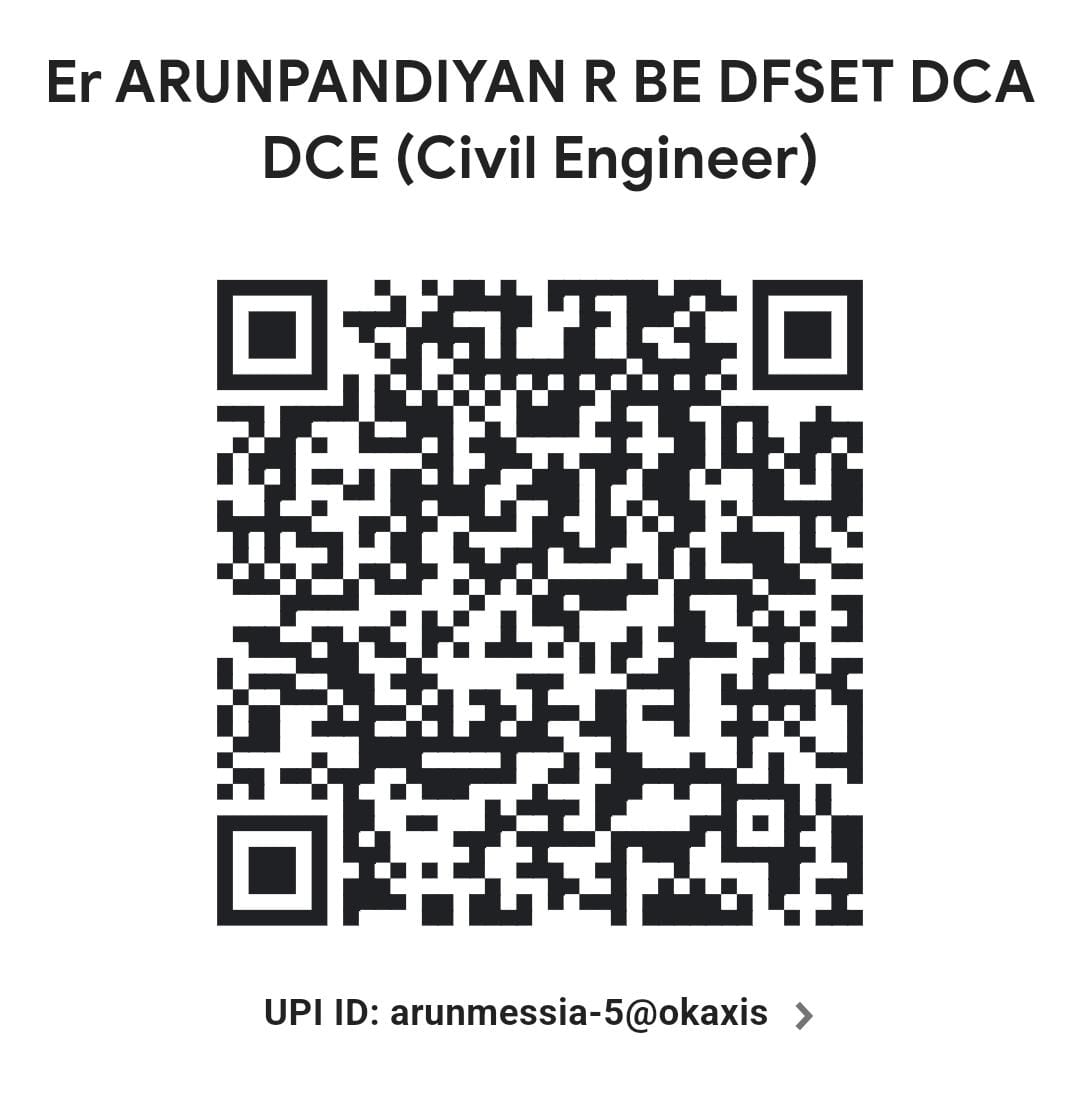 Er ARUNPANDIYAN R BE DFSET DCA
DCE (Civil Engineer)
UPI ID: arunmessia-5@okaxis